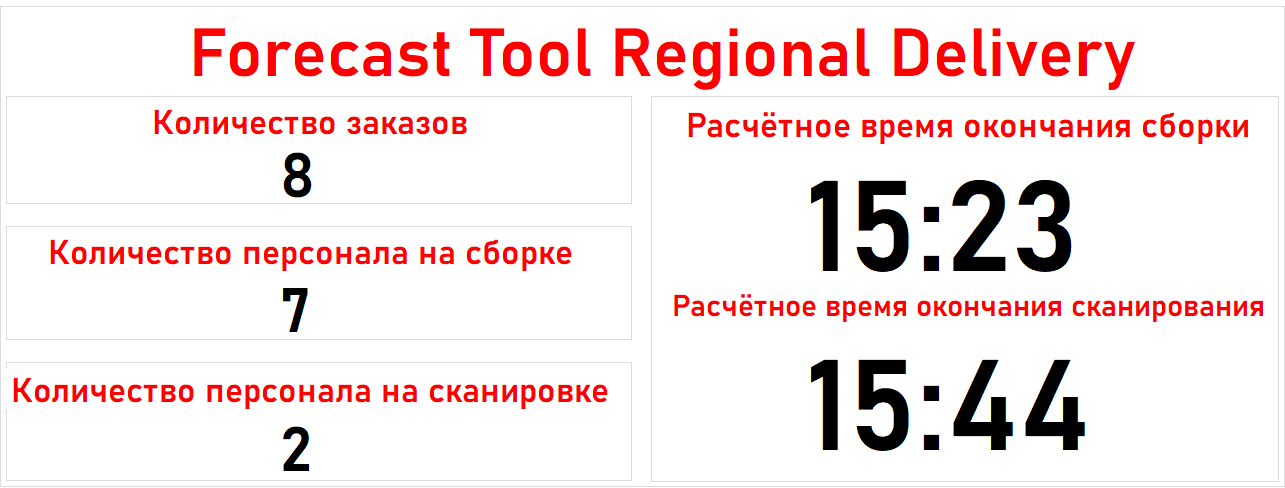 Forecast Tool Regional Delivery
Количество заказов
8
Количество персонала на сборке
7
Количество персонала на сканировке
2
Расчётное время окончания сборки
15:23
Расчётное время окончания сканирования
15:44